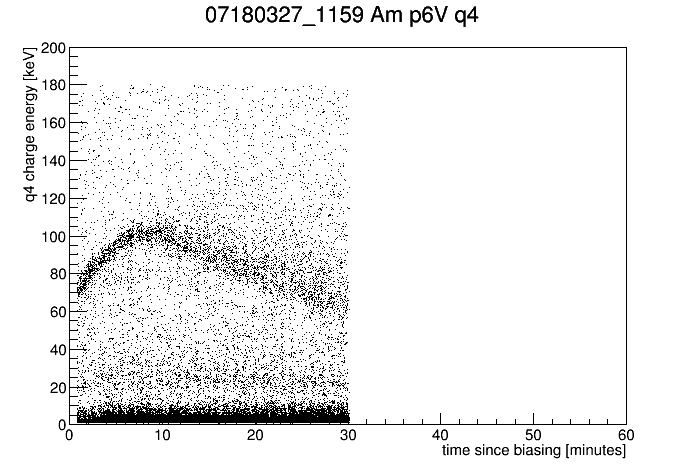 07180327_1159 Am p6V q4
q4 charge energy [keV]
200
180
160
140
120
100
80
60
40
20
0
0 10 20 30 40 50 60
time since biasing [minutes]